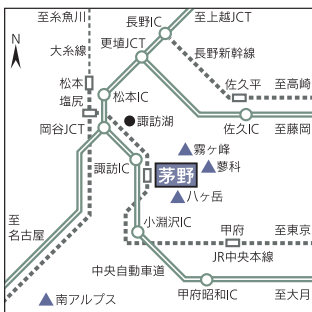 至糸魚川
長野IC
至上越JCT
N
大糸線
更埴JCT
長野新幹線
松本
佐久平
至高崎
塩尻
松本IC
岡谷JCT
諏訪湖
佐久IC
至藤岡
霧ヶ峰
諏訪IC
茅野
蓼科
八ヶ岳
至
名古屋
小淵沢IC
甲府
至東京
JR中央本線
中央自動車道
南アルプス
甲府昭和IC
至大月